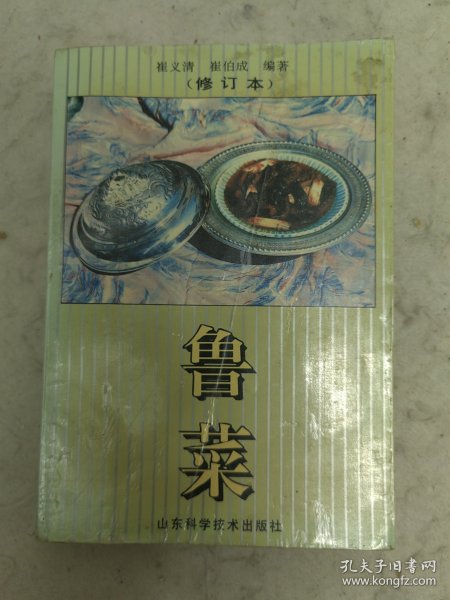 崔义清 崔伯成 编著
（修订本）
鲁
菜
山东科学技术出版社
孔夫子旧书网
www.kongfz.com